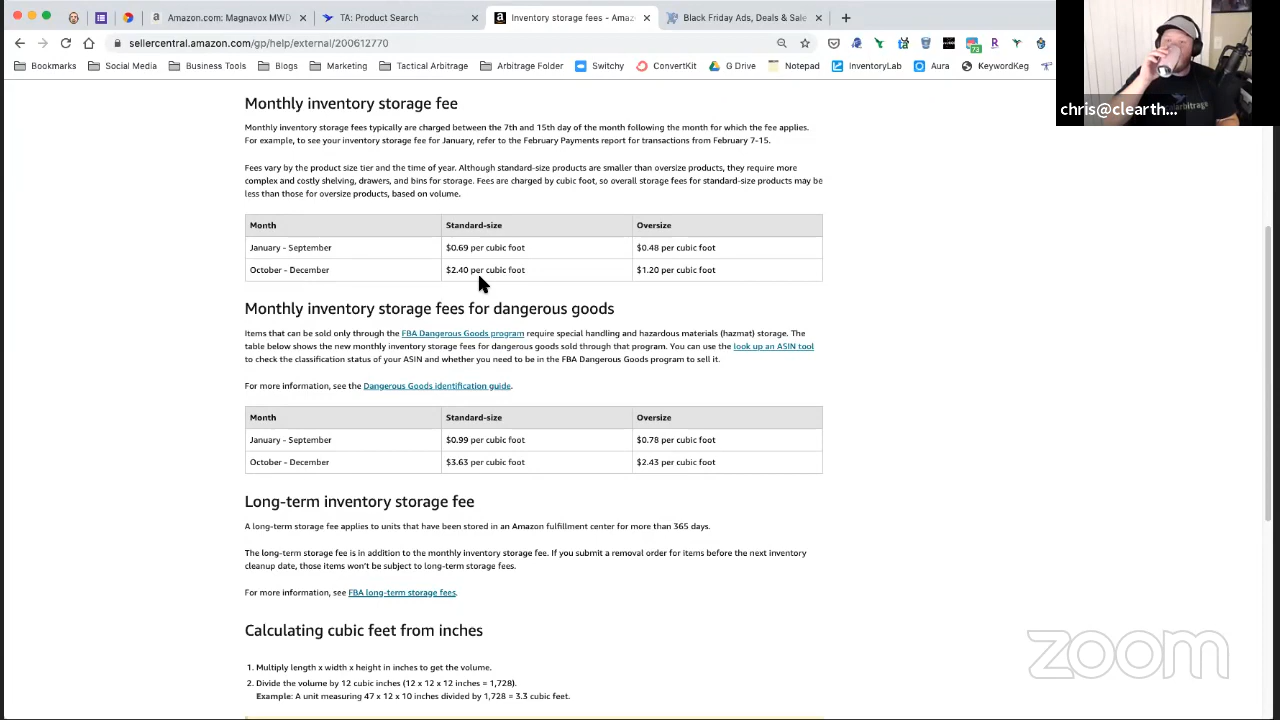 Amazon.com: Magnavox MWD
TA: Product Search
Inventory storage fees - Amaz
Black Friday Ads, Deals & Sale
sellercentral.amazon.com/gp/help/external/200612770
Bookmarks
Social Media
Business Tools
Blogs
Marketing
Tactical Arbitrage
Arbitrage Folder
Switchy
ConvertKit
G Drive
Notepad
InventoryLab
Aura
KeywordKeg
chris@clearth...
Monthly inventory storage fee
Monthly inventory storage fees typically are charged between the 7th and 15th day of the month following the month for which the fee applies.
For example, to see your inventory storage fee for January, refer to the February Payments report for transactions from February 7-15.
Fees vary by the product size tier and the time of year. Although standard-size products are smaller than oversize products, they require more
complex and costly shelving, drawers, and bins for storage. Fees are charged by cubic foot, so overall storage fees for standard-size products may be
less than those for oversize products, based on volume.
Month Standard-size Oversize
January - September $0.69 per cubic foot $0.48 per cubic foot
October - December $2.40 per cubic foot $1.20 per cubic foot
Monthly inventory storage fees for dangerous goods
Items that can be sold only through the FBA Dangerous Goods program require special handling and hazardous materials (hazmat) storage. The
table below shows the new monthly inventory storage fees for dangerous goods sold through that program. You can use the look up an ASIN tool
to check the classification status of your ASIN and whether you need to be in the FBA Dangerous Goods program to sell it.
For more information, see the Dangerous Goods identification guide.
Month Standard-size Oversize
January - September $0.99 per cubic foot $0.78 per cubic foot
October - December $3.63 per cubic foot $2.43 per cubic foot
Long-term inventory storage fee
A long-term storage fee applies to units that have been stored in an Amazon fulfillment center for more than 365 days.
The long-term storage fee is in addition to the monthly inventory storage fee. If you submit a removal order for items before the next inventory
cleanup date, those items won't be subject to long-term storage fees.
For more information, see FBA long-term storage fees.
Calculating cubic feet from inches
1. Multiply length x width x height in inches to get the volume.
2. Divide the volume by 12 cubic inches (12 x 12 x 12 inches = 1,728).
Example: A unit measuring 47 x 12 x 10 inches divided by 1,728 = 3.3 cubic feet.
zoom